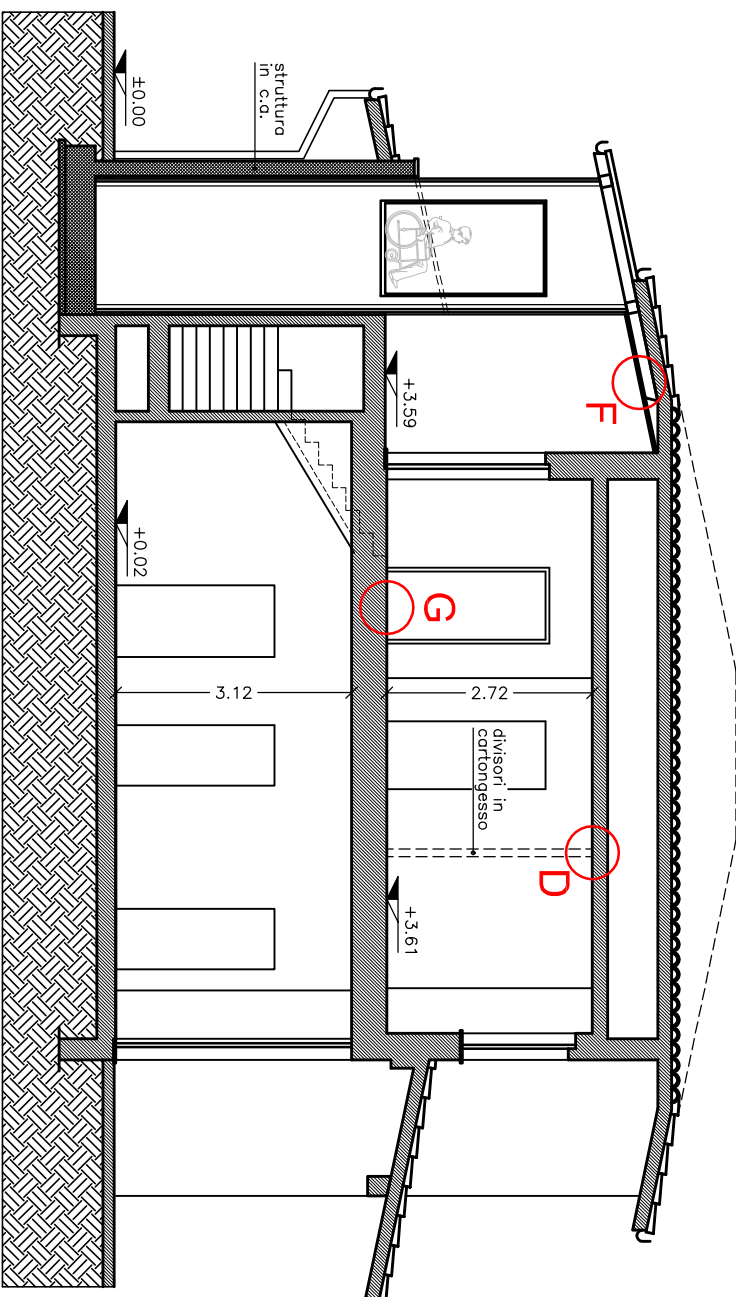 struttura
in c.a.
±0.00
+3.59
F
+0.02
G
3.12
2.72
divisori in
cartongesso
D
+3.61